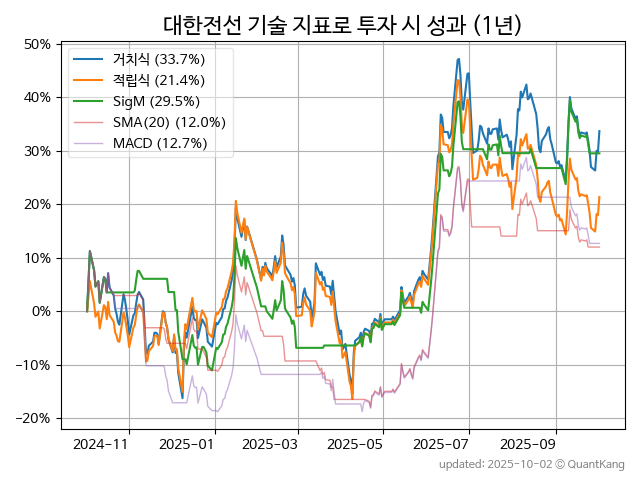 대한전선 기술 지표로 투자 시 성과 (1년)
50%
40%
30%
20%
10%
0%
−10%
−20%
거치식 (33.7%)
적립식 (21.4%)
SigM (29.5%)
SMA(20) (12.0%)
MACD (12.7%)
2024-11
2025-01
2025-03
2025-05
2025-07
2025-09
updated: 2025-10-02 ⓒ QuantKang